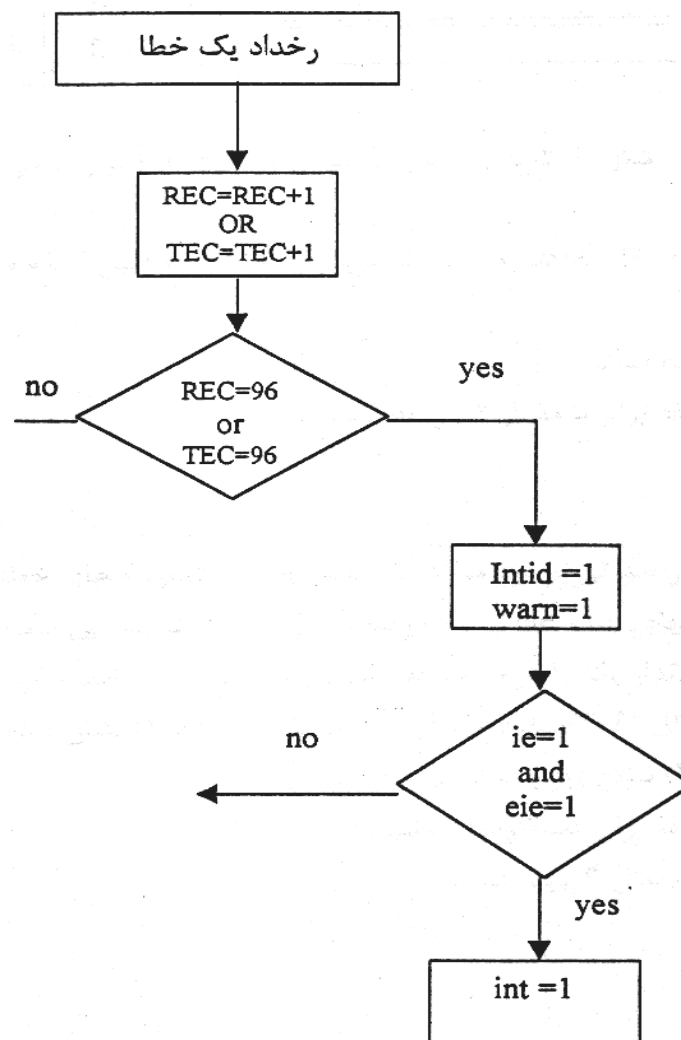 رخداد یک خطا
REC=REC+1
OR
TEC=TEC+1
no
yes
REC=96
or
TEC=96
Intid =1
warn=1
no
ie=1
and
eie=1
yes
int =1